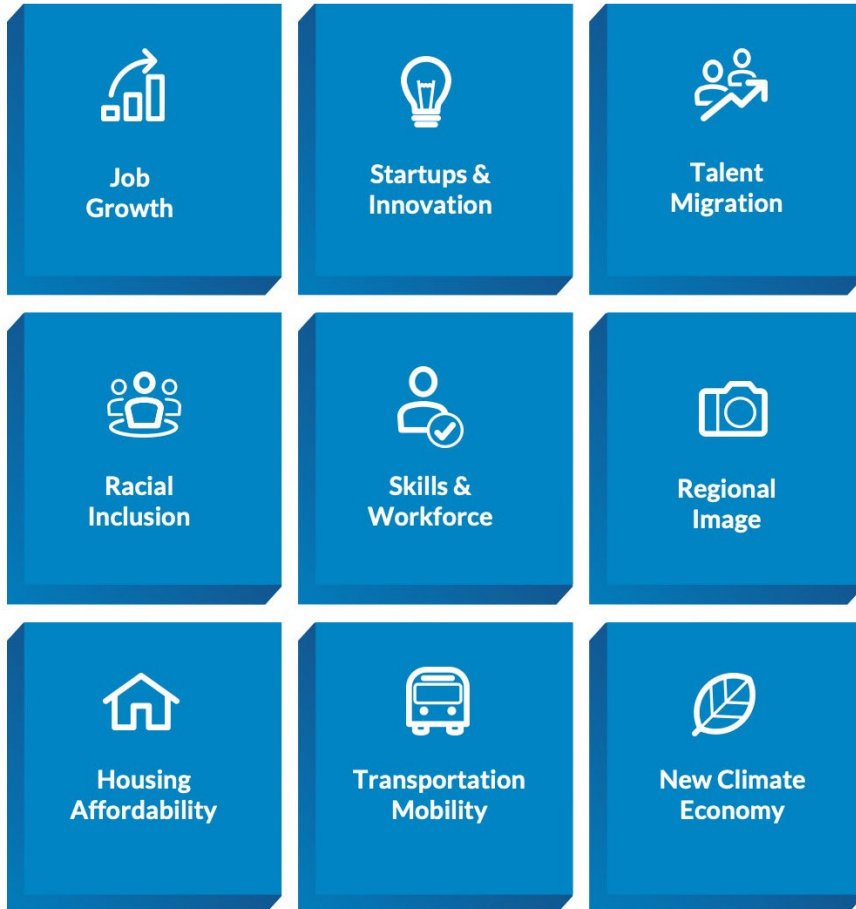 Job
Growth
Startups &
Innovation
Talent
Migration
Racial
Inclusion
Skills &
Workforce
Regional
Image
Housing
Affordability
Transportation
Mobility
New Climate
Economy